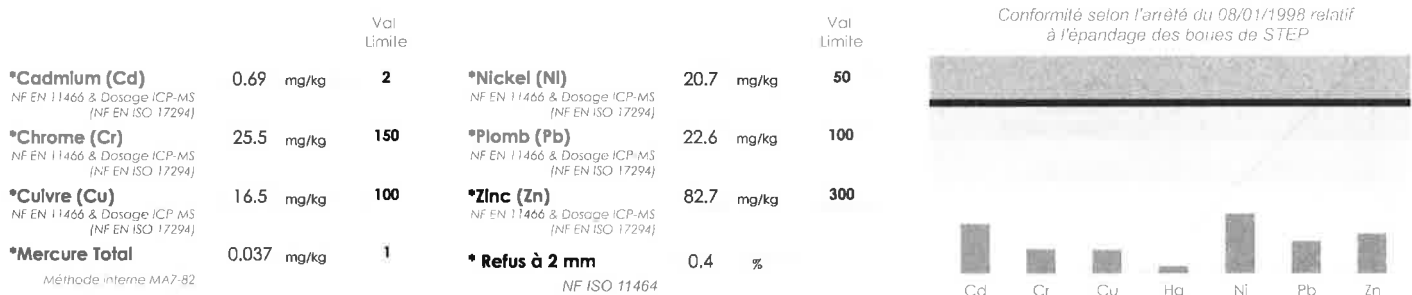 Val
Limite
*Cadmium (Cd) 0.69 mg/kg 2
NF EN 11466 & Dosage ICP-MS
(NF EN ISO 17294)
*Chrome (Cr) 25.5 mg/kg 150
NF EN 11466 & Dosage ICP-MS
(NF EN ISO 17294)
*Cuivre (Cu) 16.5 mg/kg 100
NF EN 11466 & Dosage ICP MS
(NF EN ISO 17294)
*Mercure Total 0.037 mg/kg 1
Méthode interne MA7-82
Val
Limite
*Nickel (Ni) 20.7 mg/kg 50
NF EN 11466 & Dosage ICP-MS
(NF EN ISO 17294)
*Plomb (Pb) 22.6 mg/kg 100
NF EN 11466 & Dosage ICP-MS
(NF EN ISO 17294)
*Zinc (Zn) 82.7 mg/kg 300
NF EN 11466 & Dosage ICP-MS
(NF EN ISO 17294)
* Refus à 2 mm 0.4 %
NF ISO 11464
Conformité selon l'arrêté du 08/01/1998 relatif
à l'épandage des boues de STEP
Cd Cr Cu Hg Ni Pb Zn